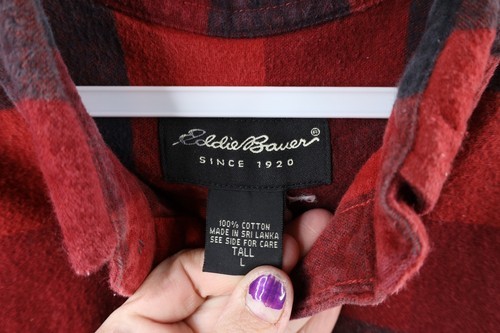 Eddie Bauer®
SINCE 1920
100% COTTON
MADE IN SRI LANKA
SEE SIDE FOR CARE
TALL
L